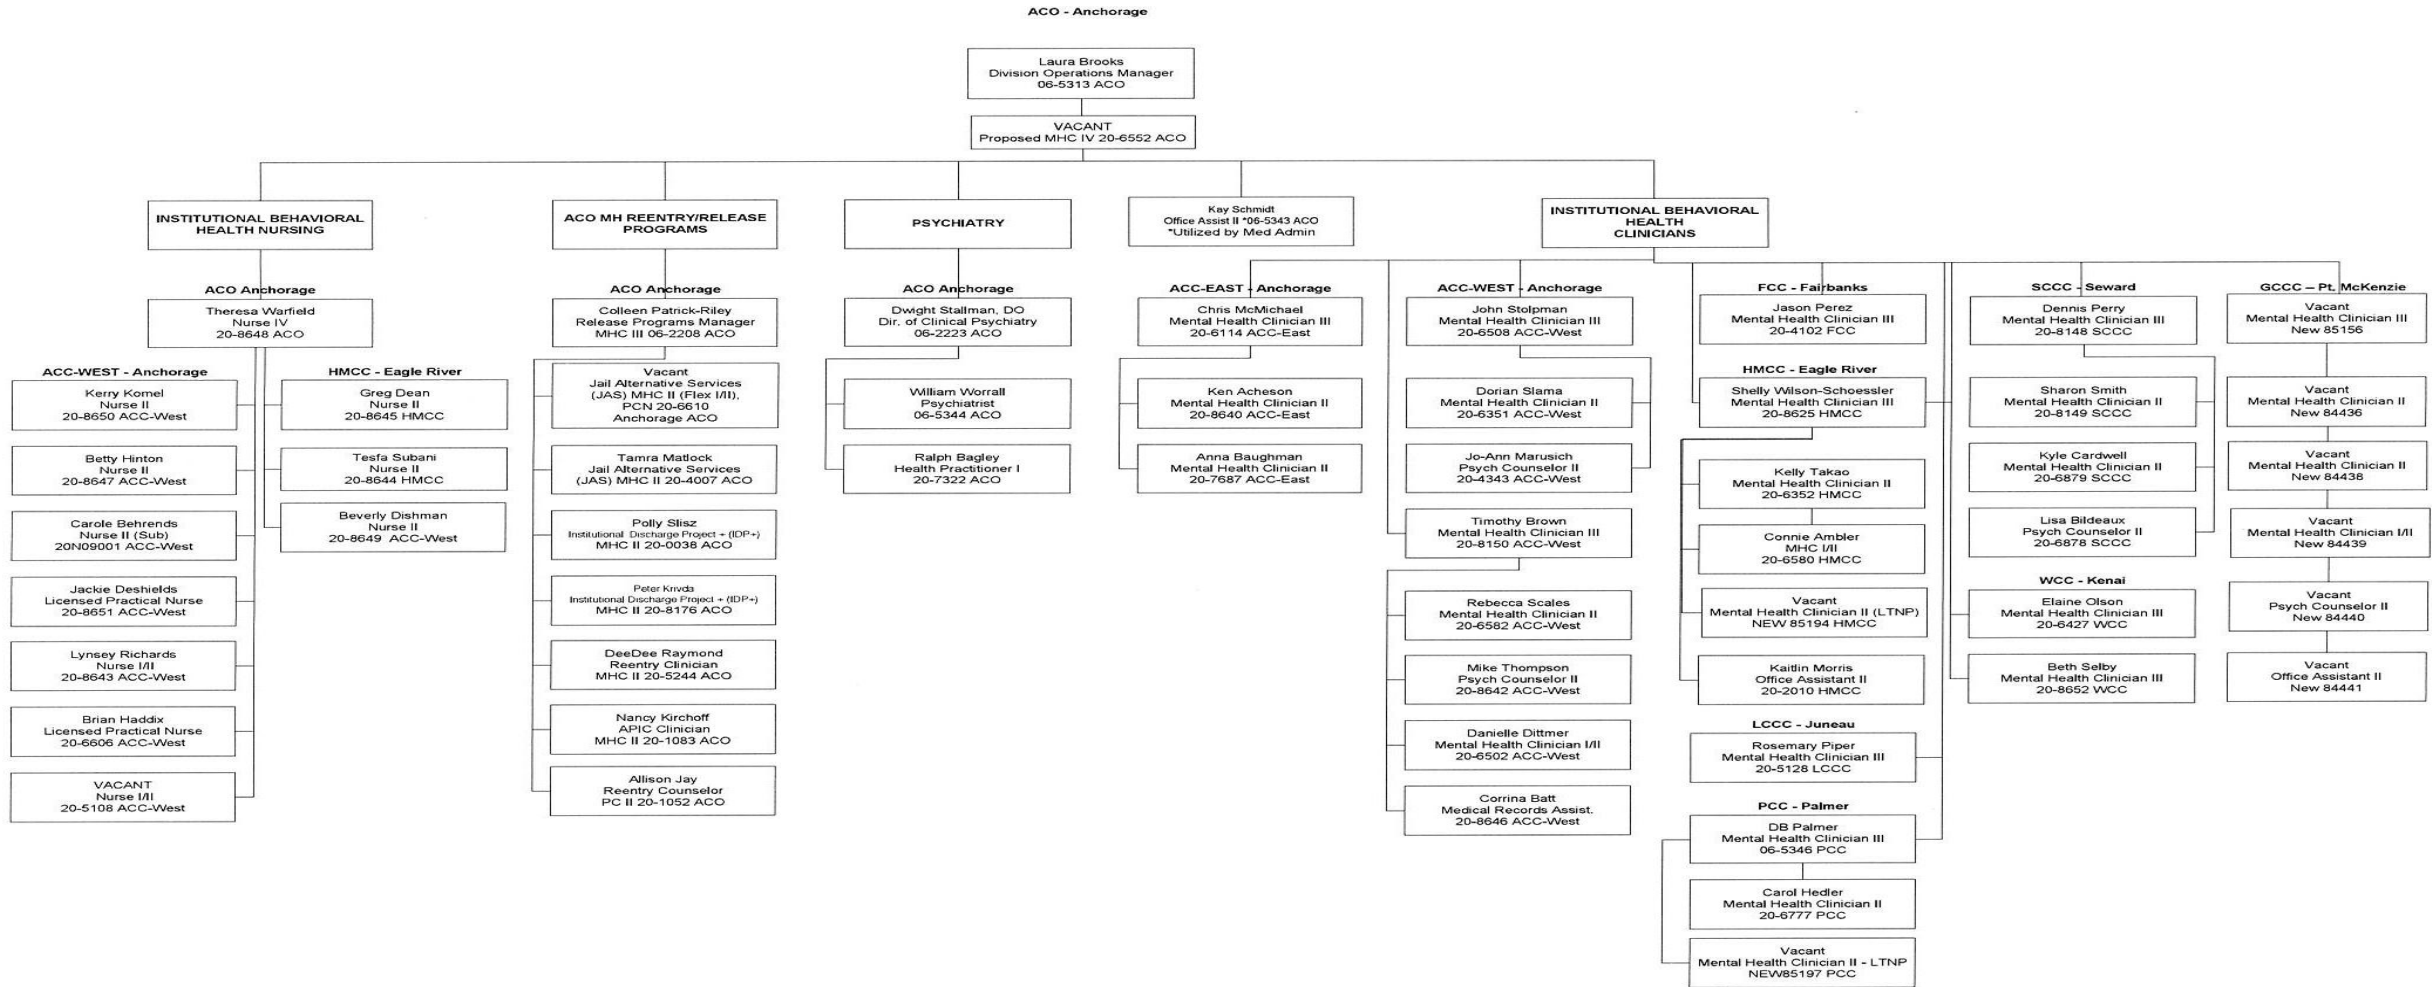 ACO - Anchorage
Laura Brooks
Division Operations Manager
06-5313 ACO
VACANT
Proposed MHC IV 20-6552 ACO
INSTITUTIONAL BEHAVIORAL
HEALTH NURSING
ACO Anchorage
Theresa Warfield
Nurse IV
20-8648 ACO
ACC-WEST - Anchorage
Kerry Komel
Nurse II
20-8650 ACC-West
Betty Hinton
Nurse II
20-8647 ACC-West
Carole Behrends
Nurse II (Sub)
20N09001 ACC-West
Jackie Deshields
Licensed Practical Nurse
20-8651 ACC-West
Lynsey Richards
Nurse I/II
20-8643 ACC-West
Brian Haddix
Licensed Practical Nurse
20-6606 ACC-West
VACANT
Nurse I/II
20-5108 ACC-West
HMCC - Eagle River
Greg Dean
Nurse II
20-8645 HMCC
Tesfa Subani
Nurse II
20-8644 HMCC
Beverly Dishman
Nurse II
20-8649 ACC-West
ACO MH REENTRY/RELEASE
PROGRAMS
ACO Anchorage
Colleen Patrick-Riley
Release Programs Manager
MHC III 06-2208 ACO
Vacant
Jail Alternative Services
(JAS) MHC II (Flex I/II),
PCN 20-6610
Anchorage ACO
Tamra Matlock
Jail Alternative Services
(JAS) MHC II 20-4007 ACO
Polly Slisz
Institutional Discharge Project + (IDP+)
MHC II 20-0038 ACO
Peter Krivda
Institutional Discharge Project + (IDP+)
MHC II 20-8176 ACO
DeeDee Raymond
Reentry Clinician
MHC II 20-5244 ACO
Nancy Kirchoff
APIC Clinician
MHC II 20-1083 ACO
Allison Jay
Reentry Counselor
PC II 20-1052 ACO
PSYCHIATRY
ACO Anchorage
Dwight Stallman, DO
Dir. of Clinical Psychiatry
06-2223 ACO
William Worrall
Psychiatrist
06-5344 ACO
Ralph Bagley
Health Practitioner I
20-7322 ACO
Kay Schmidt
Office Assist II *06-5343 ACO
*Utilized by Med Admin
INSTITUTIONAL BEHAVIORAL
HEALTH
CLINICIANS
ACC-EAST - Anchorage
Chris McMichael
Mental Health Clinician III
20-6114 ACC-East
Ken Acheson
Mental Health Clinician II
20-8640 ACC-East
Anna Baughman
Mental Health Clinician II
20-7687 ACC-East
ACC-WEST - Anchorage
John Stolpman
Mental Health Clinician III
20-6508 ACC-West
Dorian Slama
Mental Health Clinician II
20-6351 ACC-West
Jo-Ann Marusich
Psych Counselor II
20-4343 ACC-West
Timothy Brown
Mental Health Clinician III
20-8150 ACC-West
Rebecca Scales
Mental Health Clinician II
20-6582 ACC-West
Mike Thompson
Psych Counselor II
20-8642 ACC-West
Danielle Dittmer
Mental Health Clinician I/II
20-6502 ACC-West
Corrina Batt
Medical Records Assist.
20-8646 ACC-West
FCC - Fairbanks
Jason Perez
Mental Health Clinician III
20-4102 FCC
HMCC - Eagle River
Shelly Wilson-Schoessler
Mental Health Clinician III
20-8625 HMCC
Kelly Takao
Mental Health Clinician II
20-6352 HMCC
Connie Ambler
MHC I/II
20-6580 HMCC
Vacant
Mental Health Clinician II (LTNP)
NEW 85194 HMCC
Kaitlin Morris
Office Assistant II
20-2010 HMCC
LCCC - Juneau
Rosemary Piper
Mental Health Clinician III
20-5128 LCCC
PCC - Palmer
DB Palmer
Mental Health Clinician III
06-5346 PCC
Carol Hedler
Mental Health Clinician II
20-6777 PCC
Vacant
Mental Health Clinician II - LTNP
NEW85197 PCC
SCCC - Seward
Dennis Perry
Mental Health Clinician III
20-8148 SCCC
Sharon Smith
Mental Health Clinician II
20-8149 SCCC
Kyle Cardwell
Mental Health Clinician II
20-6879 SCCC
Lisa Bildeaux
Psych Counselor II
20-6878 SCCC
WCC - Kenai
Elaine Olson
Mental Health Clinician III
20-6427 WCC
Beth Selby
Mental Health Clinician III
20-8652 WCC
GCCC – Pt. McKenzie
Vacant
Mental Health Clinician III
New 85156
Vacant
Mental Health Clinician II
New 84436
Vacant
Mental Health Clinician II
New 84438
Vacant
Mental Health Clinician I/II
New 84439
Vacant
Psych Counselor II
New 84440
Vacant
Office Assistant II
New 84441